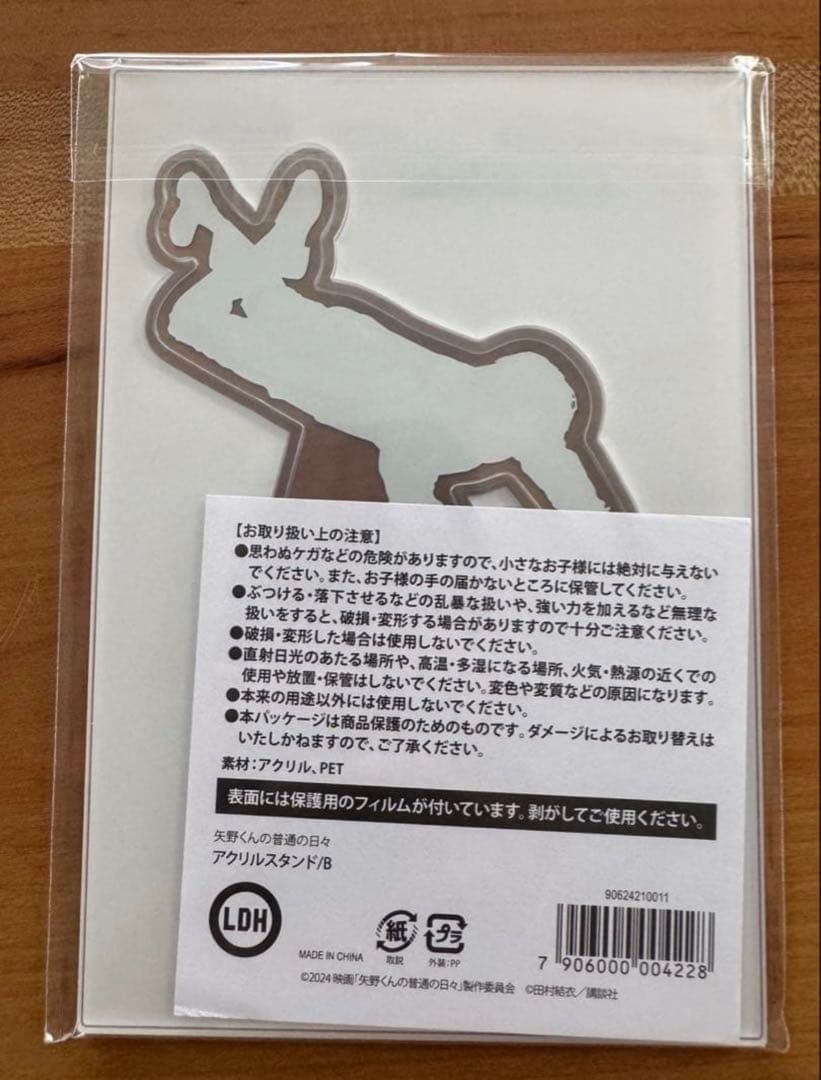 【お取り扱い上の注意】
●思わぬケガなどの危険がありますので、小さなお子様には絶対に与えない
でください。また、お子様の手の届かないところに保管してください。
●ぶつける・落下させるなどの乱暴な扱いや、強い力を加えるなど無理な
扱いをすると、破損・変形する場合がありますので十分ご注意ください。
●破損・変形した場合は使用しないでください。
●直射日光のあたる場所や、高温・多湿になる場所、火気・熱源の近くでの
使用や放置・保管はしないでください。変色や変質などの原因になります。
●本来の用途以外には使用しないでください。
●本パッケージは商品保護のためのものです。ダメージによるお取り替えは
いたしかねますので、ご了承ください。
素材：アクリル、PET
表面には保護用のフィルムが付いています。剥がしてご使用ください。
矢野くんの普通の日々
アクリルスタンド/B
LDH
MADE IN CHINA
紙
取説
プラ
外装:PP
90624210011
7 906000 004228
©2024 映画「矢野くんの普通の日々」製作委員会 ©田村結衣／講談社